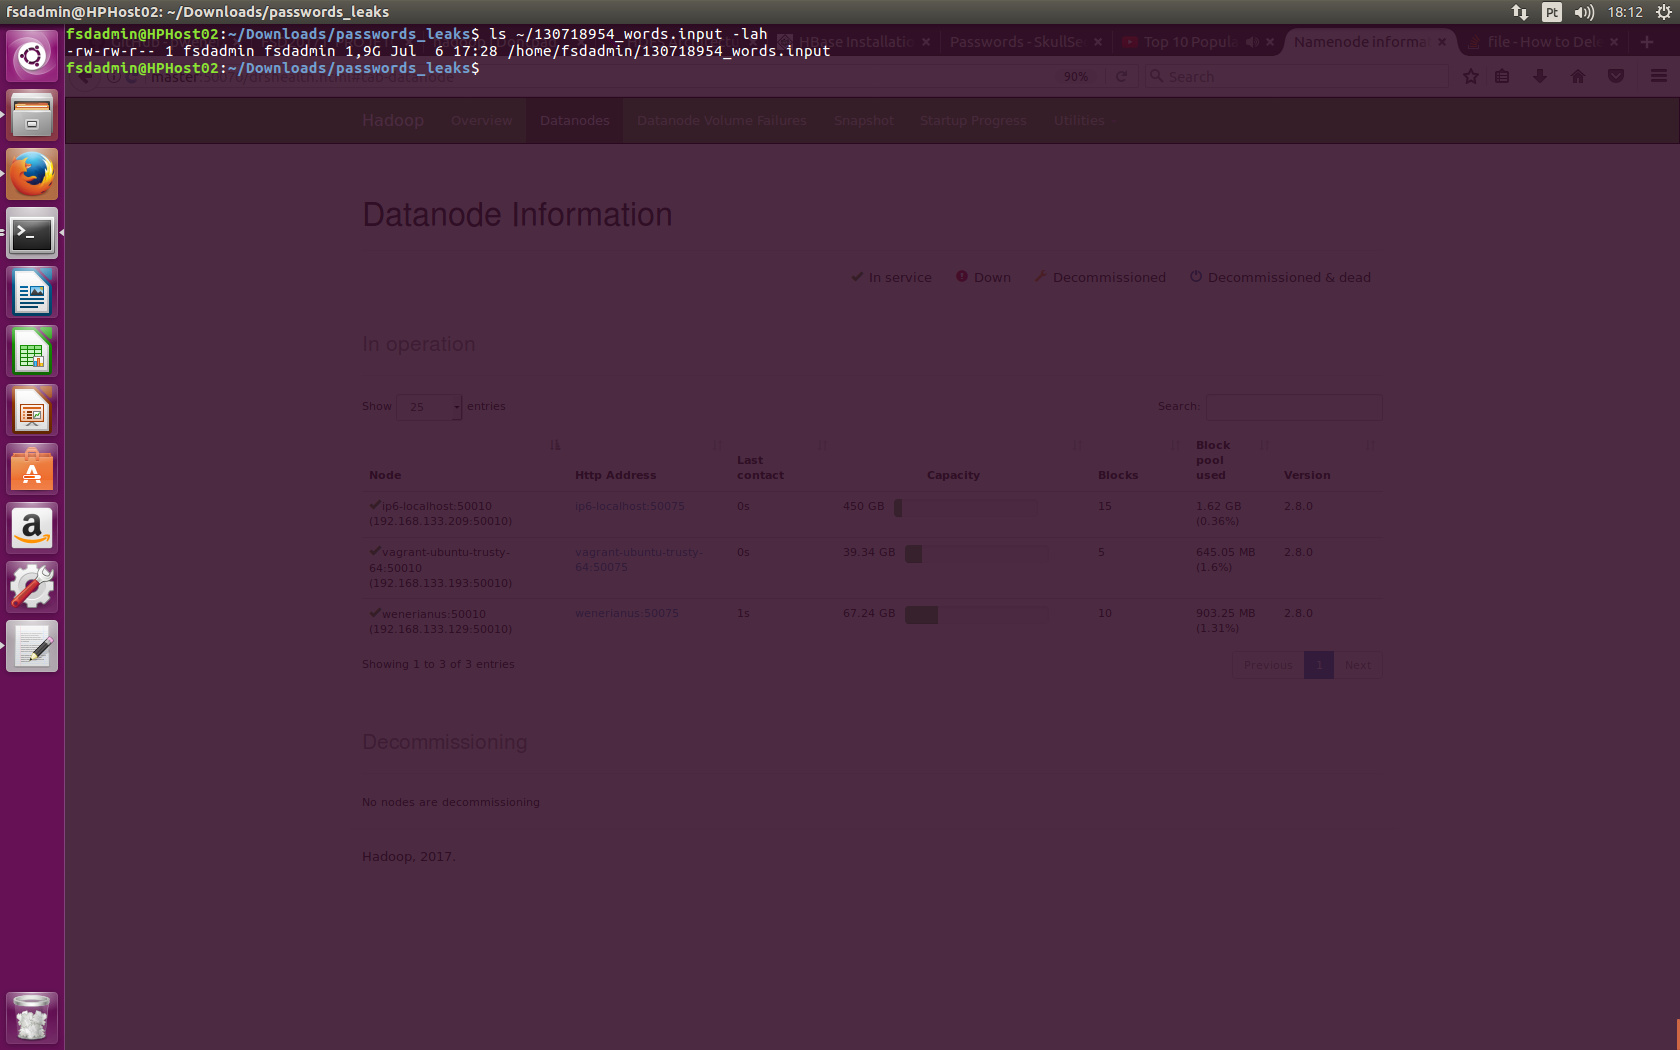 fsdadmin@HPHost02: ~/Downloads/passwords_leaks
Pt
18:12
fsdadmin@HPHost02:~/Downloads/passwords_leaks$ ls ~/130718954_words.input -lah
-rw-rw-r-- 1 fsdadmin fsdadmin 1,9G Jul  6 17:28 /home/fsdadmin/130718954_words.input
fsdadmin@HPHost02:~/Downloads/passwords_leaks$
HBase Installatio
Passwords - SkullSe
Top 10 Popula
Namenode informa
file - How to Del
90%
Search
Hadoop
Overview
Datanodes
Datanode Volume Failures
Snapshot
Startup Progress
Utilities
Datanode Information
In service
Down
Decommissioned
Decommissioned & dead
In operation
Show 25 entries
Search:
Node
Http Address
Last contact
Capacity
Blocks
Block pool used
Version
ip6-localhost:50010 (192.168.133.209:50010)
ip6-localhost:50075
0s
450 GB
15
1.62 GB (0.36%)
2.8.0
vagrant-ubuntu-trusty-64:50010 (192.168.133.193:50010)
vagrant-ubuntu-trusty-64:50075
0s
39.34 GB
5
645.05 MB (1.6%)
2.8.0
wenerianus:50010 (192.168.133.129:50010)
wenerianus:50075
1s
67.24 GB
10
903.25 MB (1.31%)
2.8.0
Showing 1 to 3 of 3 entries
Previous
1
Next
Decommissioning
No nodes are decommissioning
Hadoop, 2017.